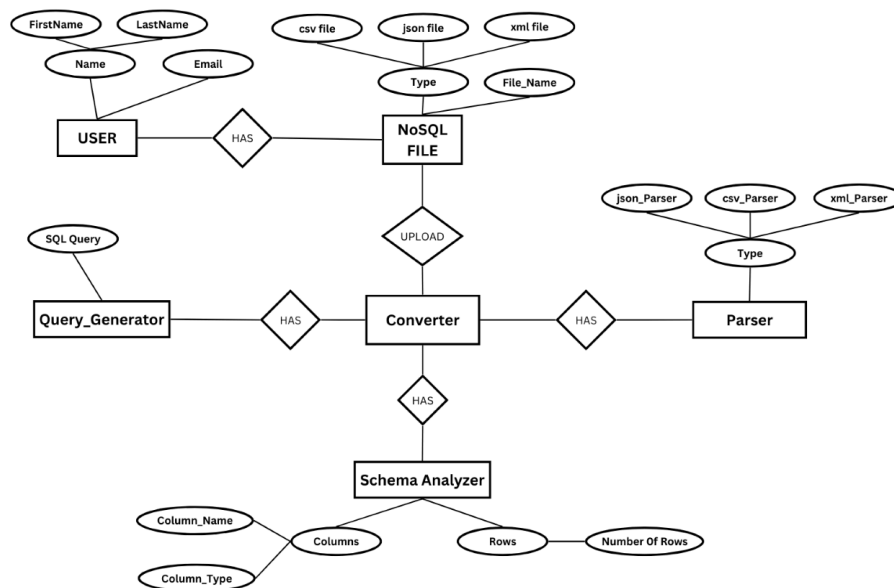 FirstName
LastName
Name
Email
USER
HAS
csv file
json file
xml file
Type
File_Name
NoSQL
FILE
UPLOAD
json_Parser
csv_Parser
xml_Parser
Type
SQL Query
Query_Generator
HAS
Converter
HAS
Parser
HAS
Schema Analyzer
Column_Name
Columns
Rows
Number Of Rows
Column_Type